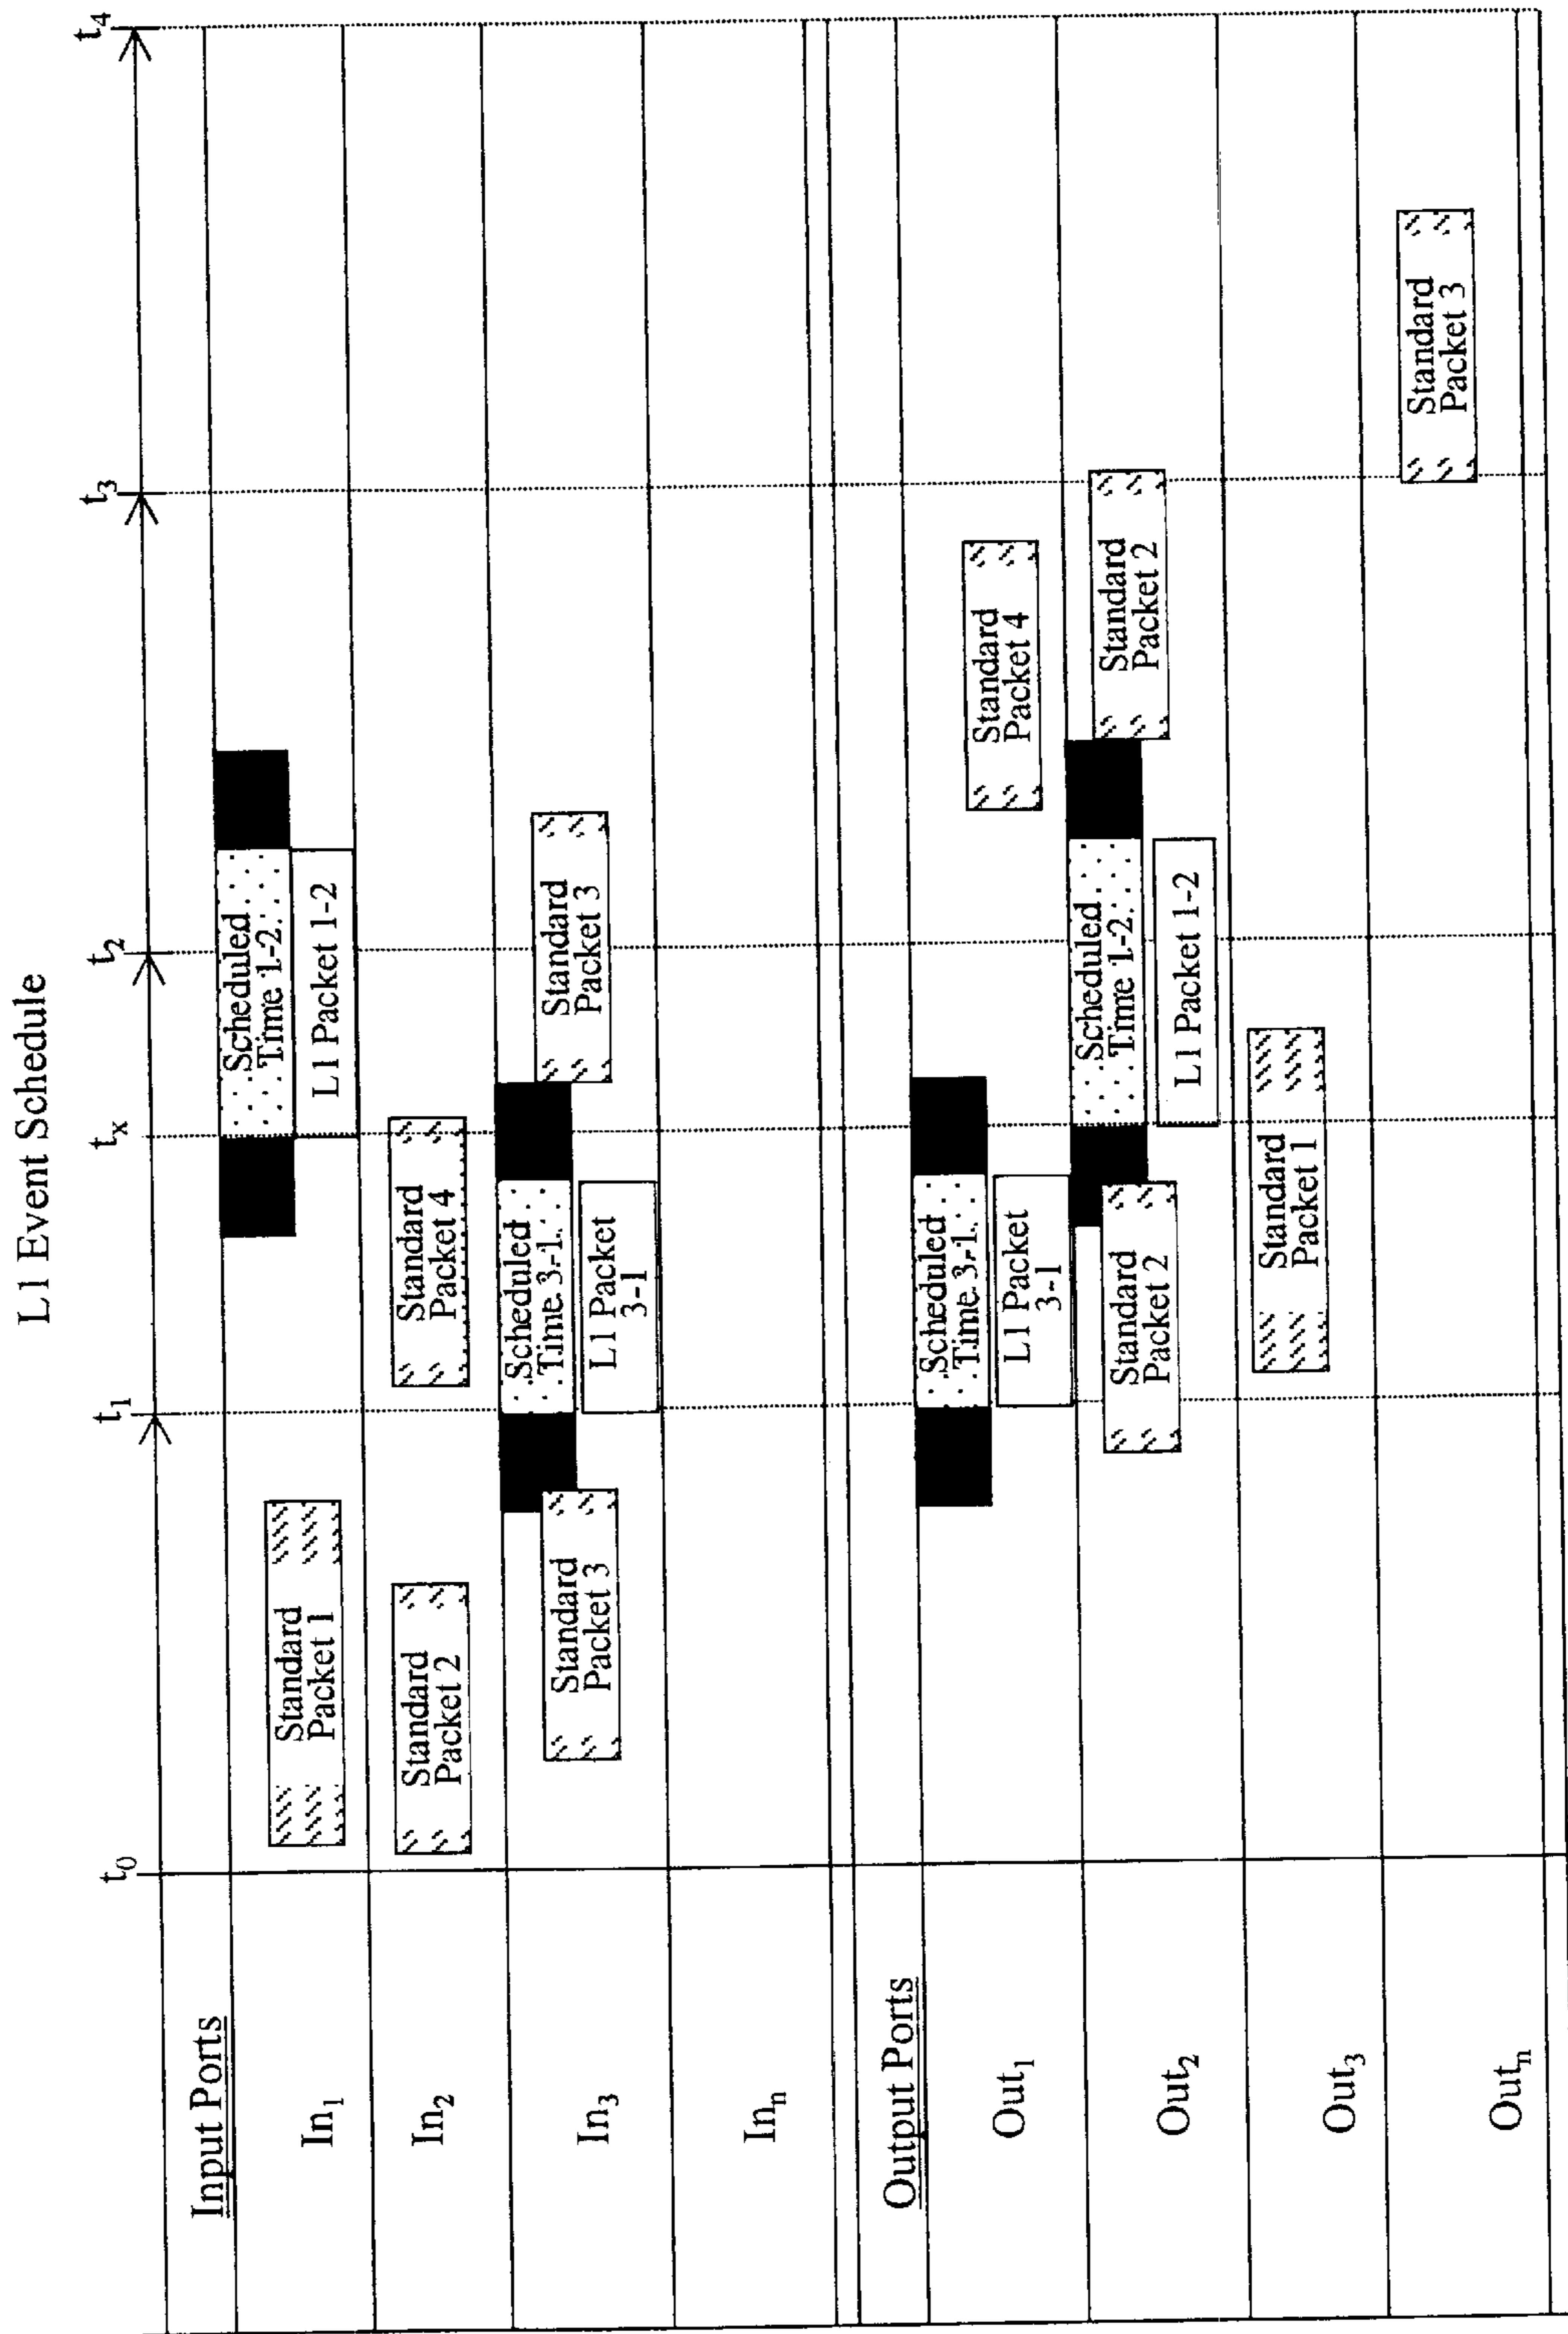 L1 Event Schedule
t0
t1
tx
t2
t3
t4
Input Ports
In1
Standard
Packet 1
Scheduled
Time 1-2
L1 Packet 1-2
In2
Standard
Packet 2
Standard
Packet 4
In3
Standard
Packet 3
Scheduled
Time 3-1
L1 Packet
3-1
Standard
Packet 3
Inn
Output Ports
Out1
Scheduled
Time 3-1
L1 Packet
3-1
Standard
Packet 4
Out2
Standard
Packet 2
Scheduled
Time 1-2
L1 Packet 1-2
Standard
Packet 2
Out3
Standard
Packet 1
Outn
Standard
Packet 3